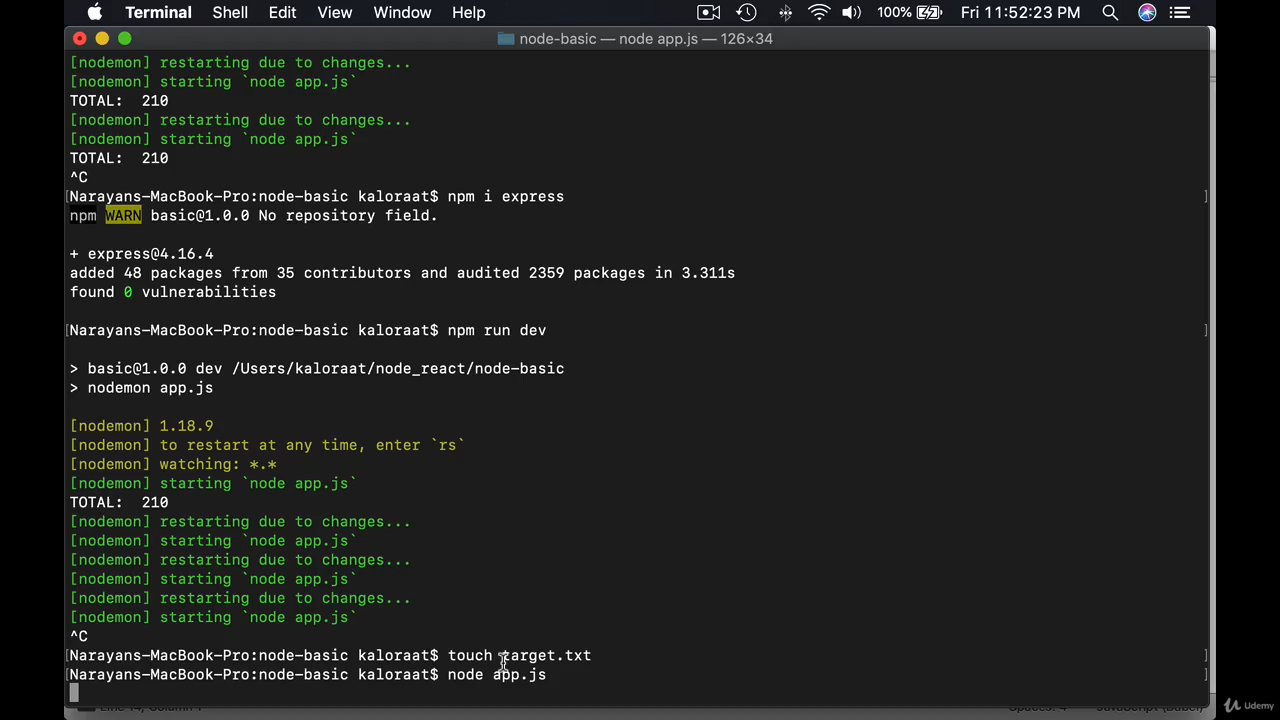 Terminal Shell Edit View Window Help 100% Fri 11:52:23 PM
node-basic — node app.js — 126×34
[nodemon] restarting due to changes...
[nodemon] starting `node app.js`
TOTAL:  210
[nodemon] restarting due to changes...
[nodemon] starting `node app.js`
TOTAL:  210
^C
[Narayans-MacBook-Pro:node-basic kaloraat$ npm i express ]
npm WARN basic@1.0.0 No repository field.
+ express@4.16.4
added 48 packages from 35 contributors and audited 2359 packages in 3.311s
found 0 vulnerabilities
[Narayans-MacBook-Pro:node-basic kaloraat$ npm run dev ]
> basic@1.0.0 dev /Users/kaloraat/node_react/node-basic
> nodemon app.js
[nodemon] 1.18.9
[nodemon] to restart at any time, enter `rs`
[nodemon] watching: *.*
[nodemon] starting `node app.js`
TOTAL:  210
[nodemon] restarting due to changes...
[nodemon] starting `node app.js`
[nodemon] restarting due to changes...
[nodemon] starting `node app.js`
[nodemon] restarting due to changes...
[nodemon] starting `node app.js`
^C
[Narayans-MacBook-Pro:node-basic kaloraat$ touch target.txt ]
[Narayans-MacBook-Pro:node-basic kaloraat$ node app.js ]
Udemy